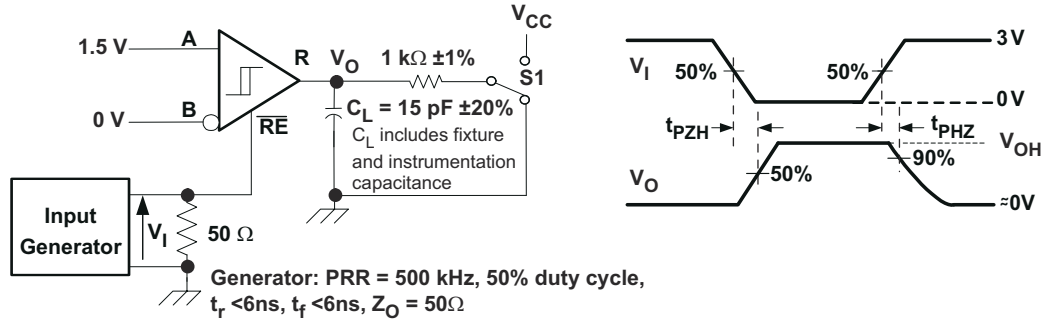 V_CC
A
1.5 V
R
V_O
1 kΩ ±1%
S1
B
0 V
RE
C_L = 15 pF ±20%
C_L includes fixture
and instrumentation
capacitance
Input
Generator
V_I
50 Ω
Generator: PRR = 500 kHz, 50% duty cycle,
t_r <6ns, t_f <6ns, Z_O = 50Ω
3 V
V_I
50%
50%
0 V
t_PZH
t_PHZ
V_OH
90%
V_O
50%
≈0V